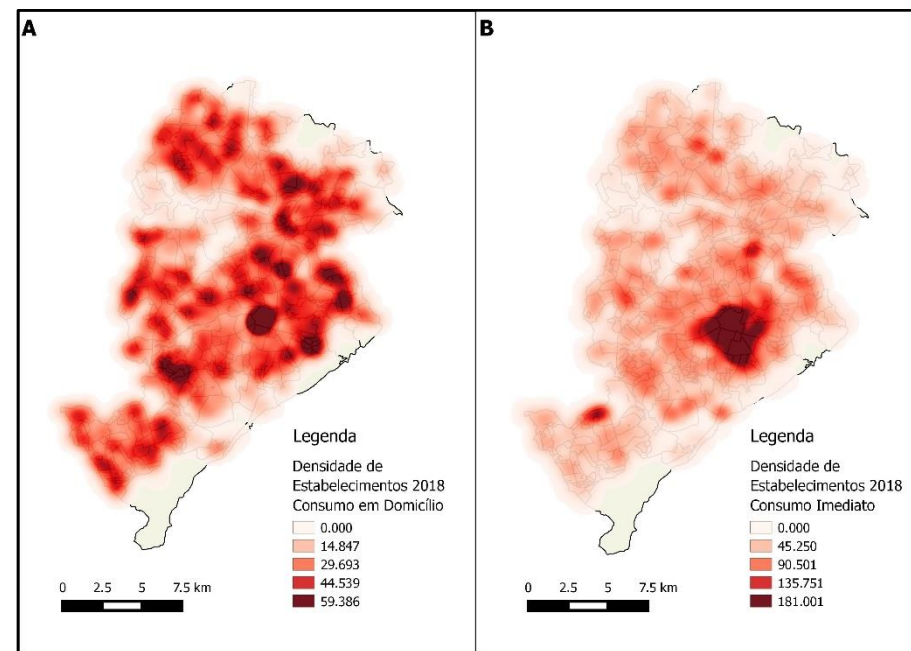 A
Legenda
Densidade de
Estabelecimentos 2018
Consumo em Domicílio
0.000
14.847
29.693
44.539
59.386
0 2.5 5 7.5 km
B
Legenda
Densidade de
Estabelecimentos 2018
Consumo Imediato
0.000
45.250
90.501
135.751
181.001
0 2.5 5 7.5 km